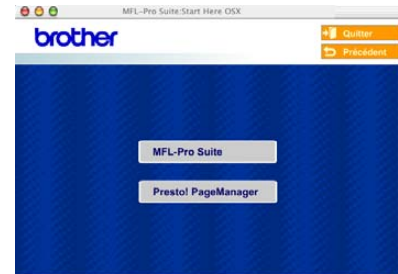 MFL-Pro Suite:Start Here OSX
brother
Quitter
Précédent
MFL-Pro Suite
Presto! PageManager